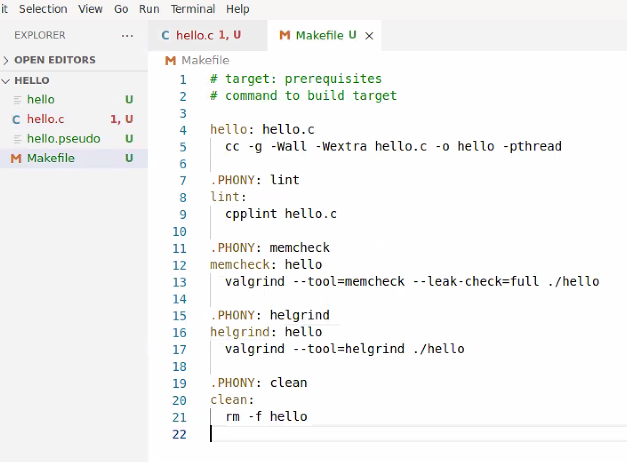 it Selection View Go Run Terminal Help
EXPLORER ...
hello.c 1, U
Makefile U ×
OPEN EDITORS
HELLO
hello U
C hello.c 1, U
hello.pseudo U
M Makefile U
M Makefile
1 # target: prerequisites
2 # command to build target
3
4 hello: hello.c
5 cc -g -Wall -Wextra hello.c -o hello -pthread
6
7 .PHONY: lint
8 lint:
9 cpplint hello.c
10
11 .PHONY: memcheck
12 memcheck: hello
13 valgrind --tool=memcheck --leak-check=full ./hello
14
15 .PHONY: helgrind
16 helgrind: hello
17 valgrind --tool=helgrind ./hello
18
19 .PHONY: clean
20 clean:
21 rm -f hello
22